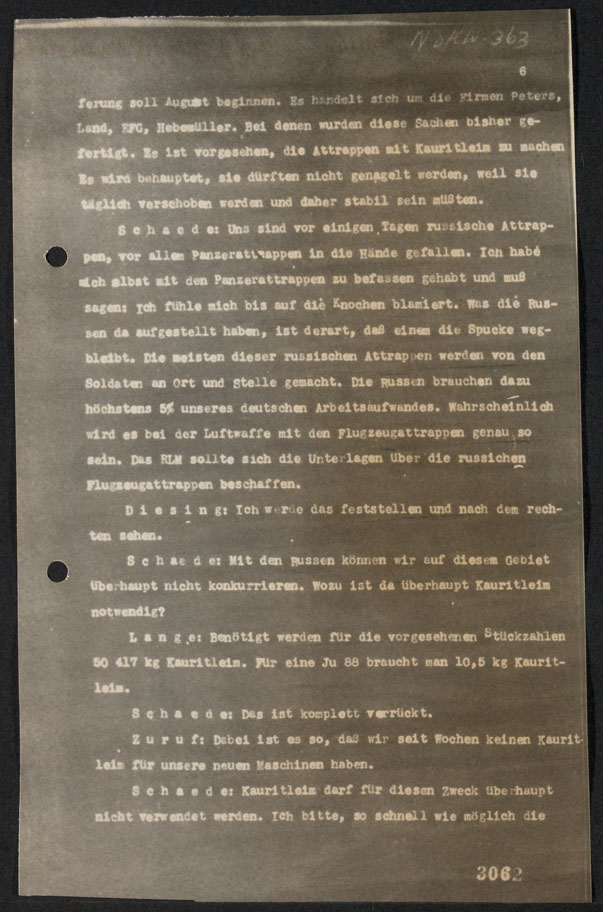 NOKW-363
6
ferung soll August beginnen. Es handelt sich um die Firmen Peters,
Land, EFG, Hebemüller. Bei denen wurden diese Sachen bisher ge-
fertigt. Es ist vorgesehen, die Attrappen mit Kauritleim zu machen
Es wird behauptet, sie dürften nicht genagelt werden, weil sie
täglich verschoben werden und daher stabil sein müßten.
S c h a e d e: Uns sind vor einigen Tagen russische Attrap-
pen, vor allem Panzerattrappen in die Hände gefallen. Ich habe
mich elbst mit den Panzerattrappen zu befassen gehabt und muß
sagen: Ich fühle mich bis auf die Knochen blamiert. Was die Rus-
sen da aufgestellt haben, ist derart, daß einem die Spucke weg-
bleibt. Die meisten dieser russischen Attrappen werden von den
Soldaten an Ort und Stelle gemacht. Die Russen brauchen dazu
höchstens 5% unseres deutschen Arbeitsaufwandes. Wahrscheinlich
wird es bei der Luftwaffe mit den Flugzeugattrappen genau so
sein. Das RLM sollte sich die Unterlagen über die russichen
Flugzeugattrappen beschaffen.
D i e s i n g: Ich werde das feststellen und nach dem rech-
ten sehen.
S c h a e d e: Mit den Russen können wir auf diesem Gebiet
überhaupt nicht konkurrieren. Wozu ist da überhaupt Kauritleim
notwendig?
L a n g e: Benötigt werden für die vorgesehenen Stückzahlen
50 417 kg Kauritleim. Für eine Ju 88 braucht man 10,5 kg Kaurit-
leim.
S c h a e d e: Das ist komplett verrückt.
Z u r u f: Dabei ist es so, daß wir seit Wochen keinen Kaurit-
leim für unsere neuen Maschinen haben.
S c h a e d e: Kauritleim darf für diesen Zweck überhaupt
nicht verwendet werden. Ich bitte, so schnell wie möglich die
3062